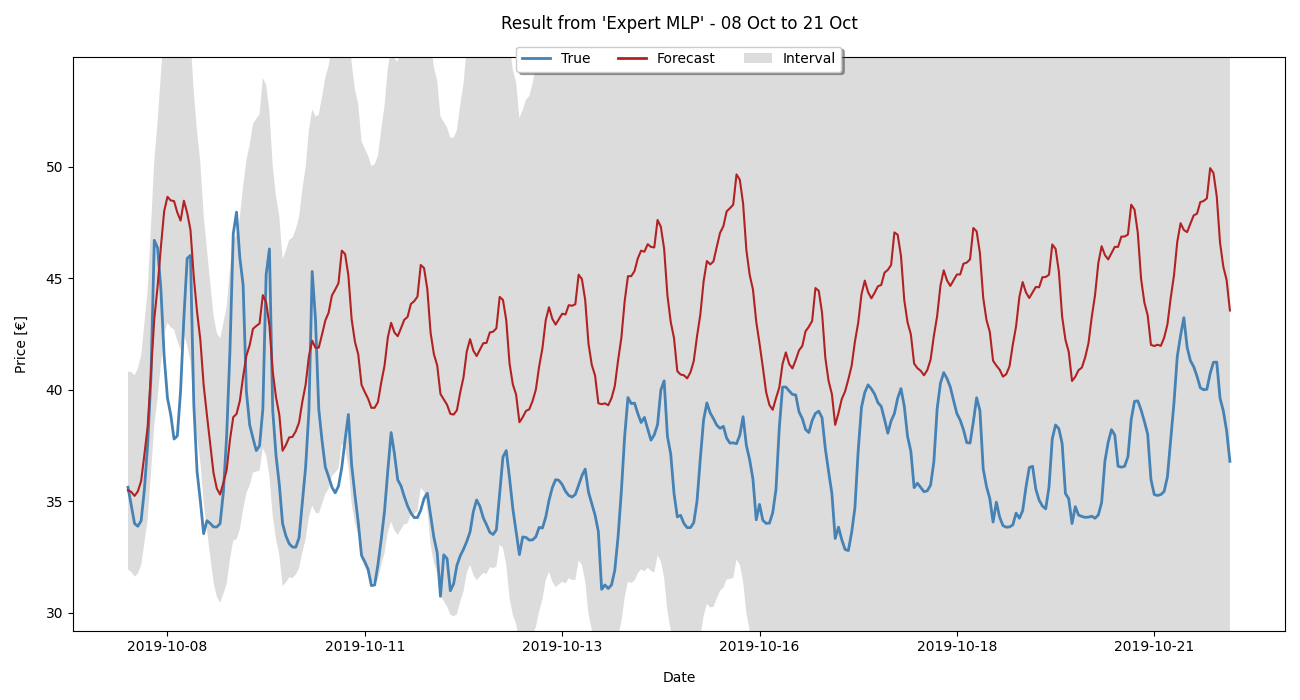 Result from 'Expert MLP' - 08 Oct to 21 Oct
True Forecast Interval
Price [€]
50
45
40
35
30
2019-10-08 2019-10-11 2019-10-13 2019-10-16 2019-10-18 2019-10-21
Date